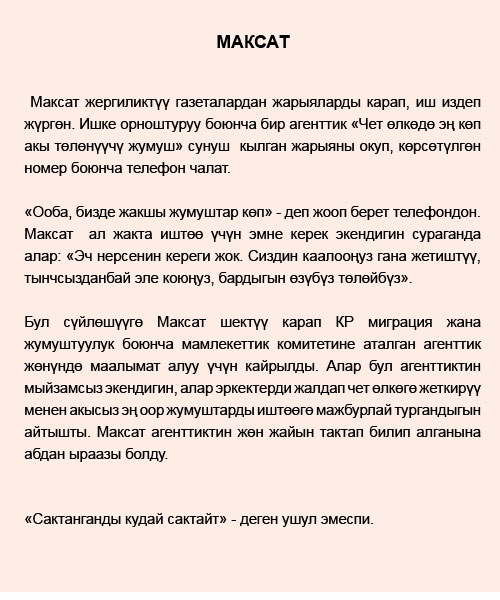 МАКСАТ
Максат жергиликтүү газеталардан жарыяларды карап, иш издеп
жүргөн. Ишке орноштуруу боюнча бир агенттик «Чет өлкөдө эң көп
акы төлөнүүчү жумуш» сунуш кылган жарыяны окуп, көрсөтүлгөн
номер боюнча телефон чалат.
«Ооба, бизде жакшы жумуштар көп» - деп жооп берет телефондон.
Максат ал жакта иштөө үчүн эмне керек экендигин сураганда
алар: «Эч нерсенин кереги жок. Сиздин каалооңуз гана жетиштүү,
тынчсызданбай эле коюңуз, бардыгын өзүбүз төлөйбүз».
Бул сүйлөшүүгө Максат шектүү карап КР миграция жана
жумуштуулук боюнча мамлекеттик комитетине аталган агенттик
жөнүндө маалымат алуу үчүн кайрылды. Алар бул агенттиктин
мыйзамсыз экендигин, алар эркектерди жалдап чет өлкөгө жеткирүү
менен акысыз эң оор жумуштарды иштөөгө мажбурлай тургандыгын
айтышты. Максат агенттиктин жөн жайын тактап билип алганына
абдан ыраазы болду.
«Сактанганды кудай сактайт» - деген ушул эмеспи.